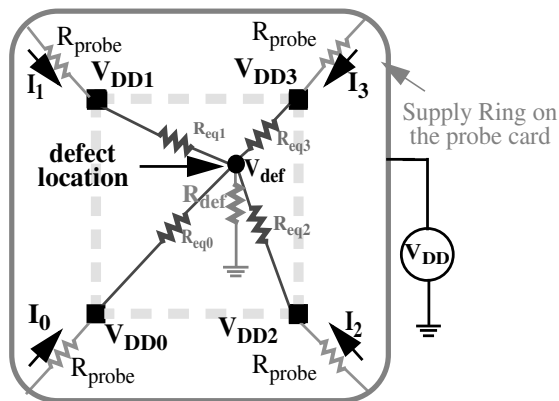 R_probe
R_probe
I_1
V_DD1
V_DD3
I_3
Supply Ring on
the probe card
R_eq1
R_eq3
defect
location
V_def
R_def
R_eq2
R_eq0
V_DD
I_0
V_DD0
V_DD2
I_2
R_probe
R_probe